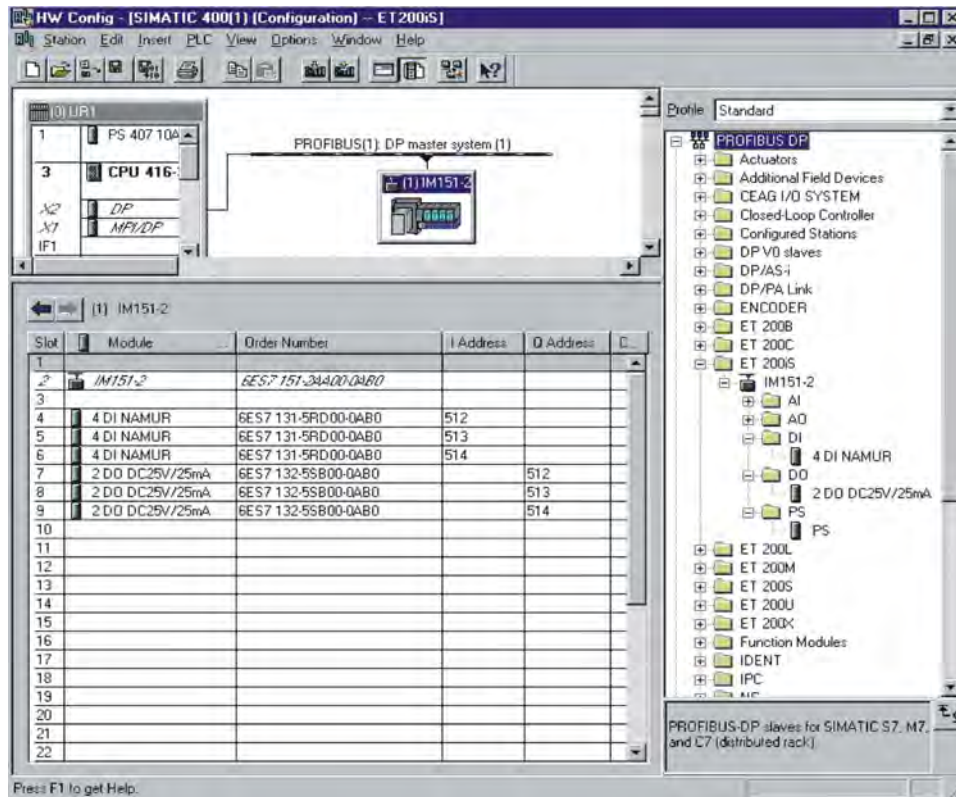 HW Config - [SIMATIC 400(1) (Configuration) -- ET200iS]
Station Edit Insert PLC View Options Window Help
(0) UR1
1 PS 407 10A
3 CPU 416-
X2 DP
X1 MPI/DP
IF1
PROFIBUS(1): DP master system (1)
(1) IM151-2
Profile Standard
PROFIBUS DP
Actuators
Additional Field Devices
CEAG I/O SYSTEM
Closed-Loop Controller
Configured Stations
DP V0 slaves
DP/AS-i
DP/PA Link
ENCODER
ET 200B
ET 200C
ET 200iS
IM151-2
AI
AO
DI
4 DI NAMUR
DO
2 DO DC25V/25mA
PS
PS
ET 200L
ET 200M
ET 200S
ET 200U
ET 200X
Function Modules
IDENT
IPC
PROFIBUS-DP slaves for SIMATIC S7, M7, and C7 (distributed rack)
(1) IM151-2
Slot Module ... Order Number I Address Q Address C...
1
2 IM151-2 6ES7 151-2AA00-0AB0
3
4 4 DI NAMUR 6ES7 131-5RD00-0AB0 512
5 4 DI NAMUR 6ES7 131-5RD00-0AB0 513
6 4 DI NAMUR 6ES7 131-5RD00-0AB0 514
7 2 DO DC25V/25mA 6ES7 132-5SB00-0AB0 512
8 2 DO DC25V/25mA 6ES7 132-5SB00-0AB0 513
9 2 DO DC25V/25mA 6ES7 132-5SB00-0AB0 514
10
11
12
13
14
15
16
17
18
19
20
21
22
Press F1 to get Help.